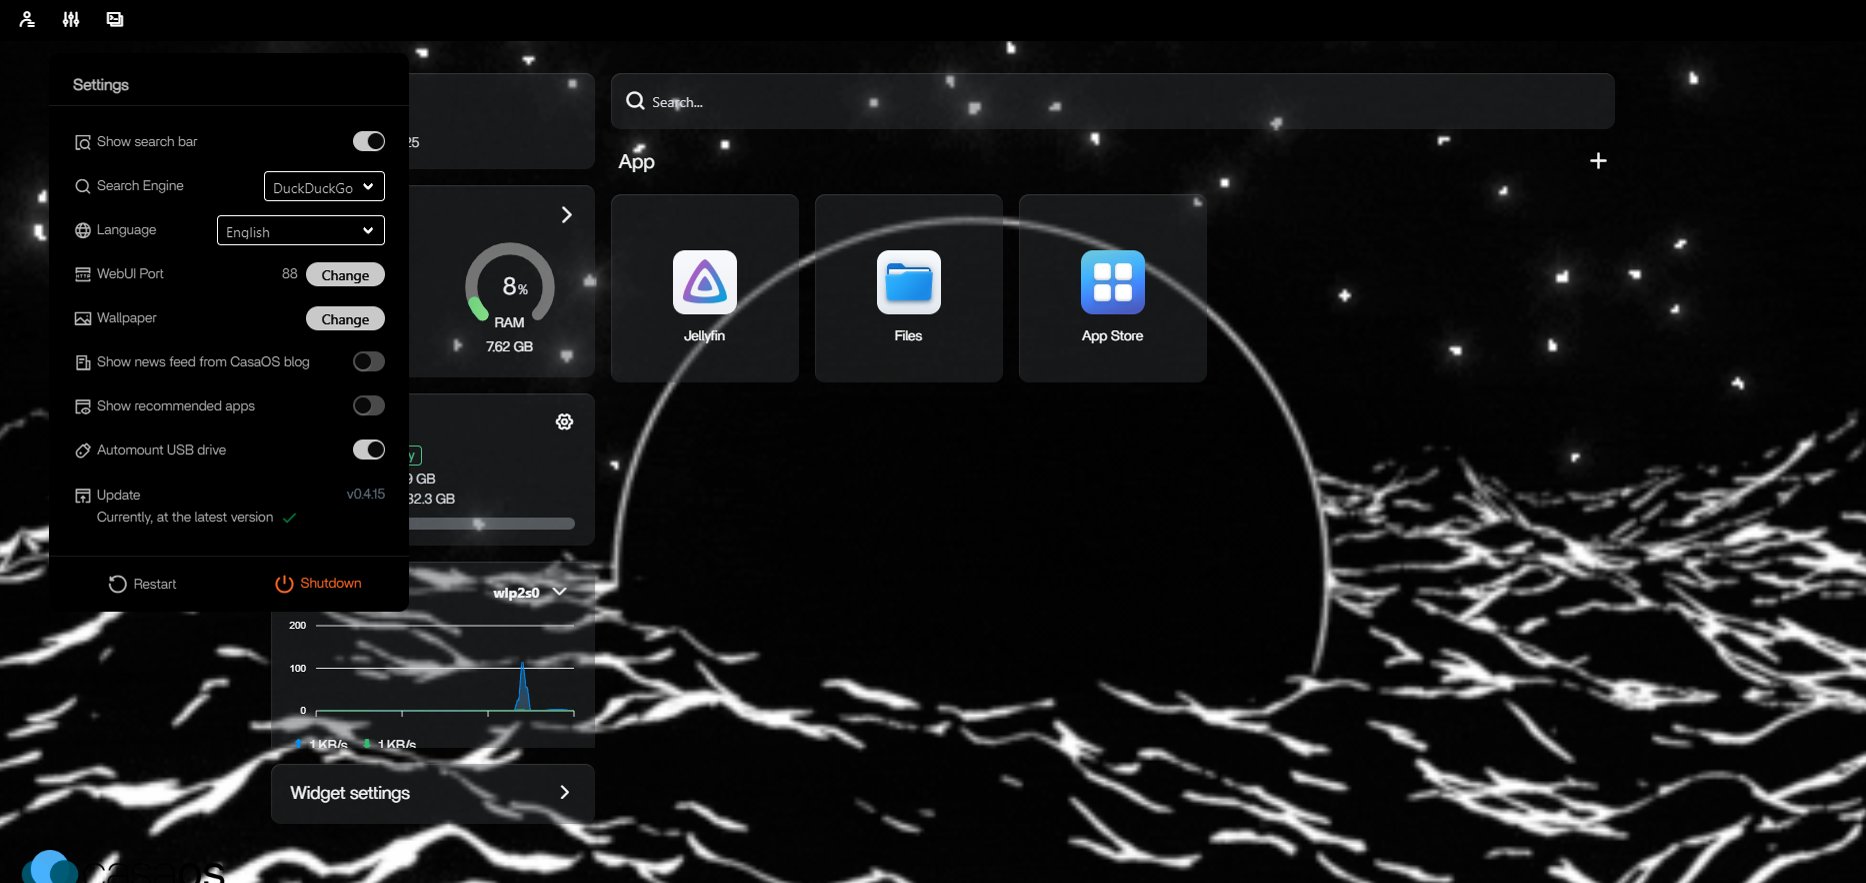 Settings
Show search bar
Search Engine DuckDuckGo
Language English
WebUI Port 88 Change
Wallpaper Change
Show news feed from CasaOS blog
Show recommended apps
Automount USB drive
Update v0.4.15
Currently, at the latest version
Restart Shutdown
25
8%
RAM
7.62 GB
y
9 GB
32.3 GB
wlp2s0
200
100
0
1 KB/s 1 KB/s
Widget settings
Search...
App
Jellyfin
Files
App Store
casaos